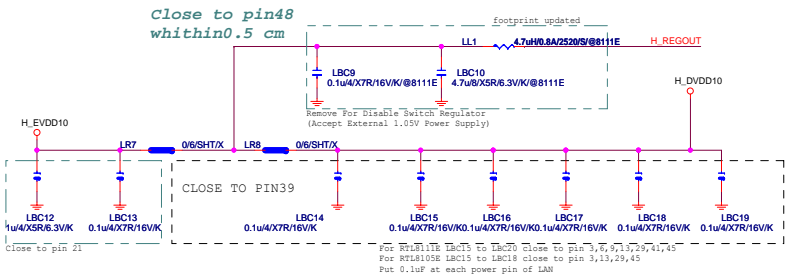 Close to pin48
whithin0.5 cm
footprint updated
LL1
4.7uH/0.8A/2520/S/@8111E
H_REGOUT
LBC9
0.1u/4/X7R/16V/K/@8111E
LBC10
4.7u/8/X5R/6.3V/K/@8111E
H_DVDD10
Remove For Disable Switch Regulator
(Accept External 1.05V Power Supply)
H_EVDD10
LR7
0/6/SHT/X
LR8
0/6/SHT/X
CLOSE TO PIN39
LBC12
1u/4/X5R/6.3V/K
LBC13
0.1u/4/X7R/16V/K
LBC14
0.1u/4/X7R/16V/K
LBC15
0.1u/4/X7R/16V/K
LBC16
0.1u/4/X7R/16V/K
LBC17
0.1u/4/X7R/16V/K
LBC18
0.1u/4/X7R/16V/K
LBC19
0.1u/4/X7R/16V/K
Close to pin 21
For RTL8111E LBC15 to LBC20 close to pin 3,6,9,13,29,41,45
For RTL8105E LBC15 to LBC18 close to pin 3,13,29,45
Put 0.1uF at each power pin of LAN